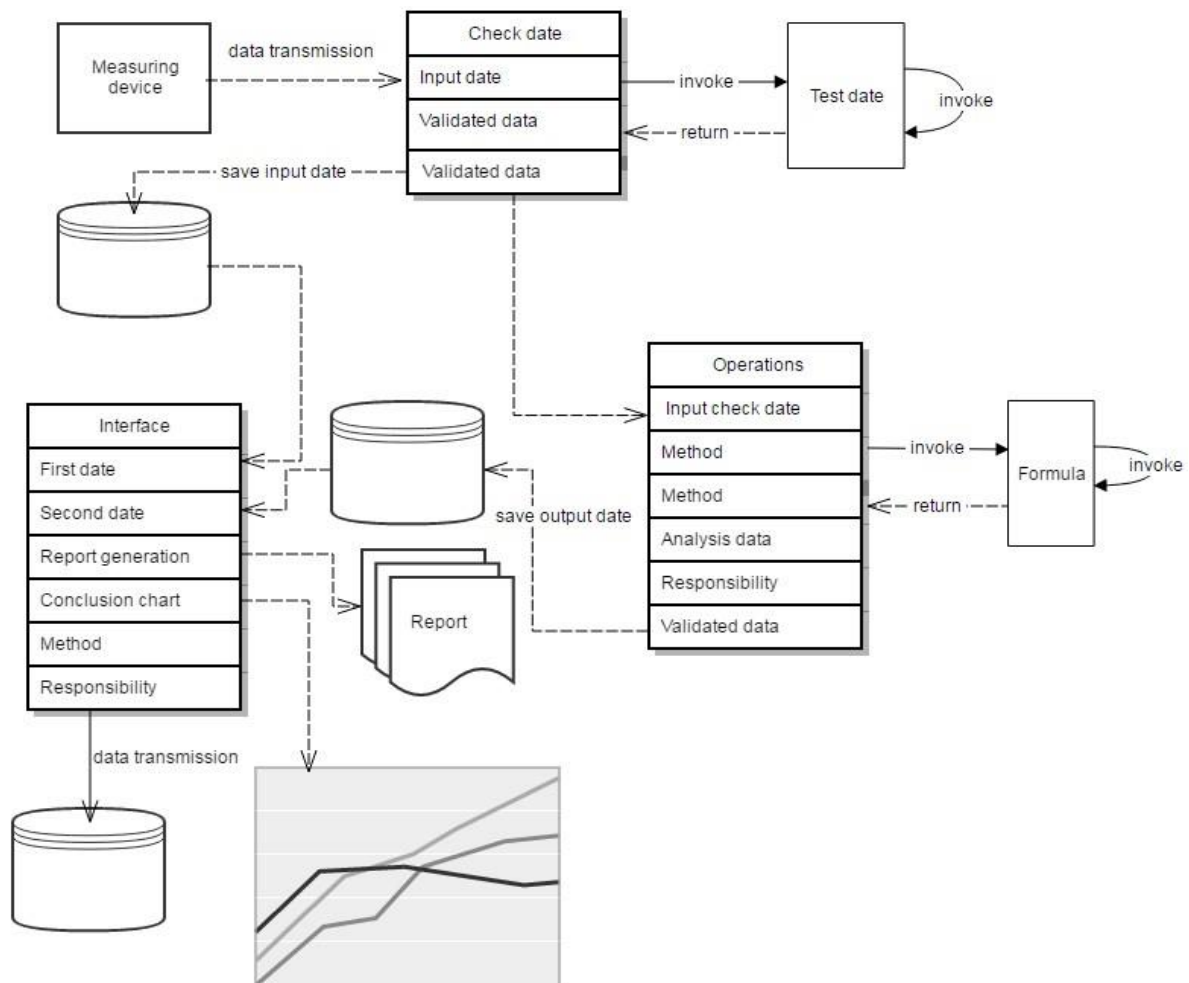 Measuring
device
data transmission
Check date
Input date
Validated data
Validated data
invoke
return
Test date
invoke
save input date
Operations
Input check date
Method
Method
Analysis data
Responsibility
Validated data
invoke
return
Formula
invoke
save output date
Interface
First date
Second date
Report generation
Conclusion chart
Method
Responsibility
Report
data transmission